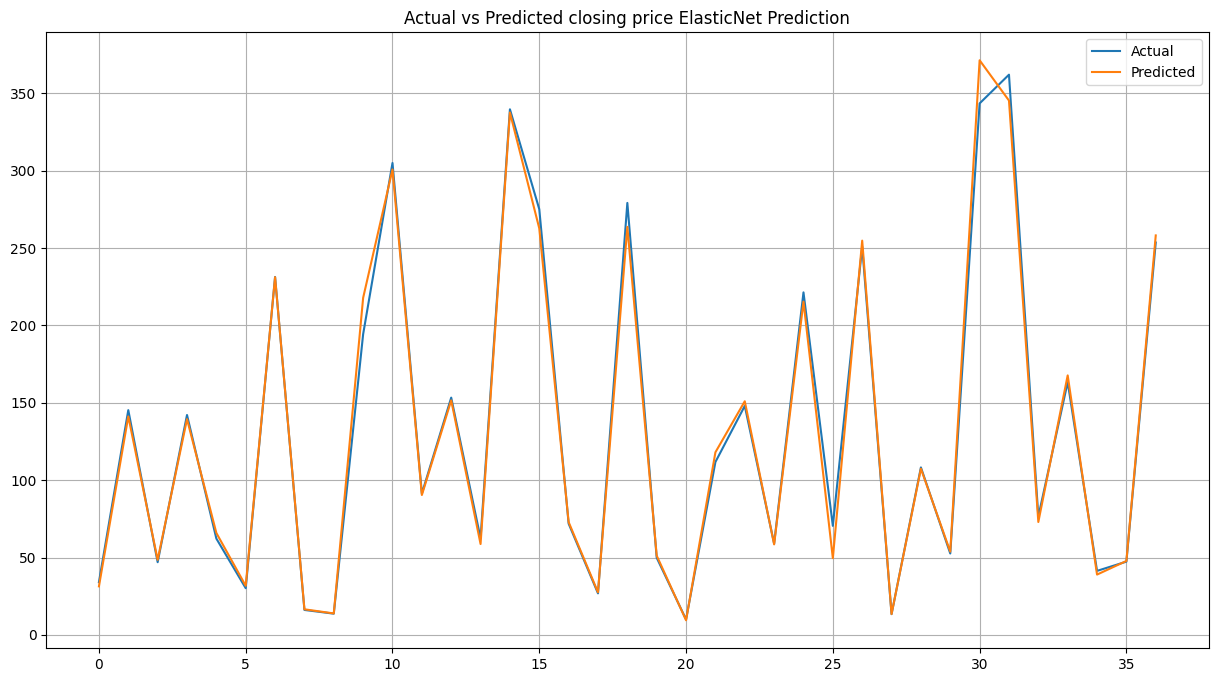 Actual vs Predicted closing price ElasticNet Prediction
Actual
Predicted
350
300
250
200
150
100
50
0
0 5 10 15 20 25 30 35